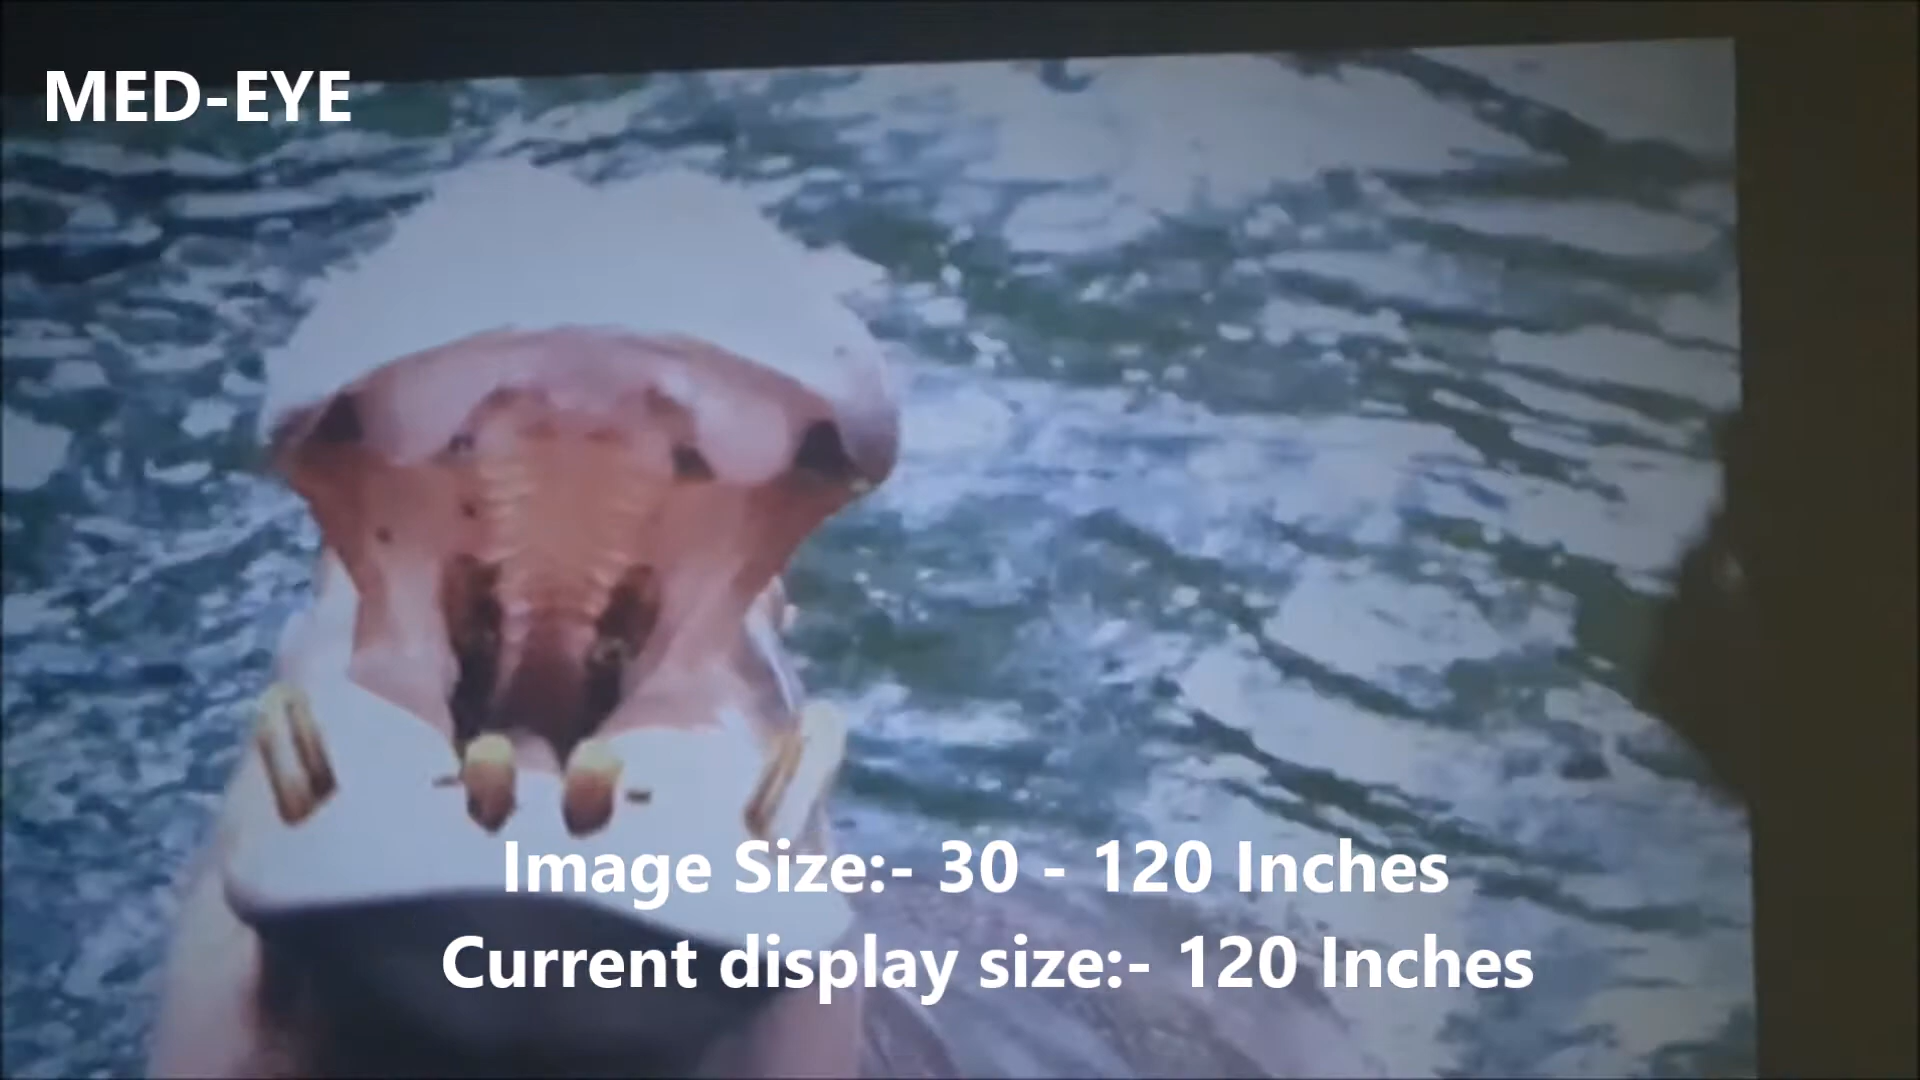 MED-EYE
Image Size:- 30 - 120 Inches
Current display size:- 120 Inches